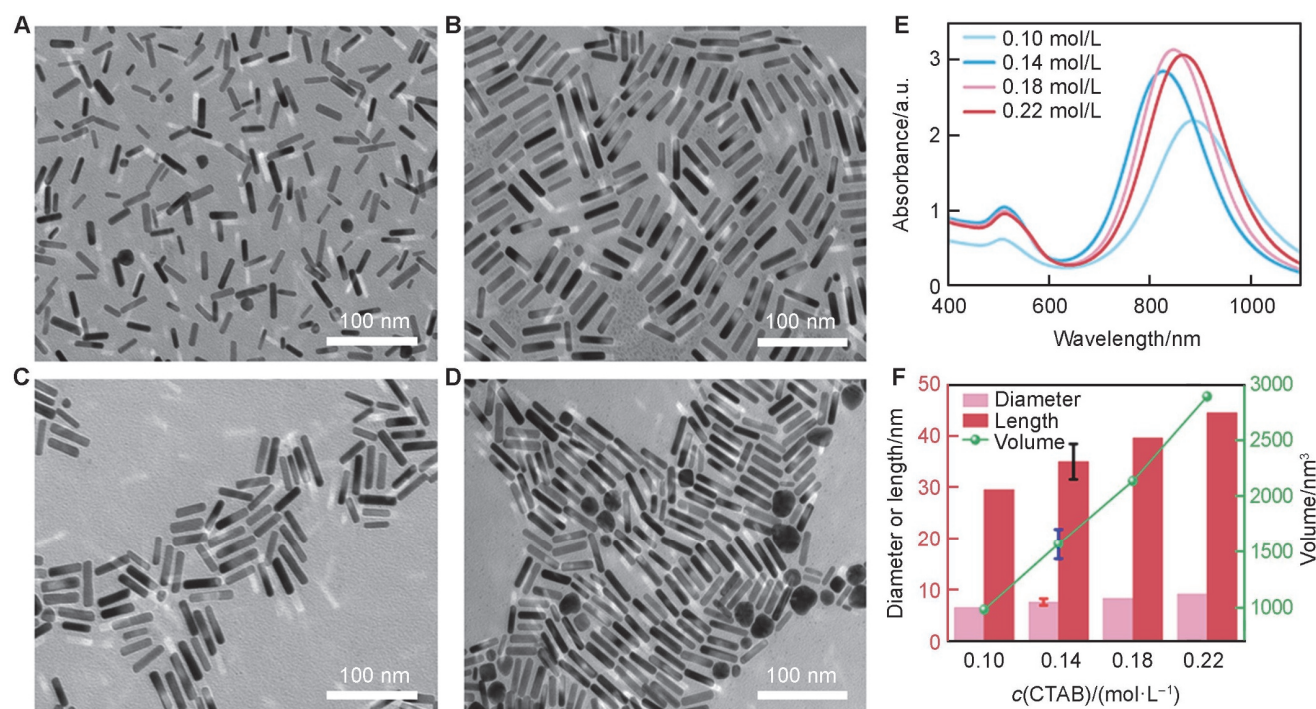 A
100 nm
B
100 nm
C
100 nm
D
100 nm
E
0.10 mol/L
0.14 mol/L
0.18 mol/L
0.22 mol/L
3
2
1
0
Absorbance/a.u.
400
600
800
1000
Wavelength/nm
F
Diameter
Length
Volume
50
40
30
20
10
0
Diameter or length/nm
3000
2500
2000
1500
1000
Volume/nm³
0.10
0.14
0.18
0.22
c(CTAB)/(mol·L⁻¹)